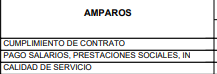 AMPAROS
CUMPLIMIENTO DE CONTRATO
PAGO SALARIOS, PRESTACIONES SOCIALES, IN
CALIDAD DE SERVICIO